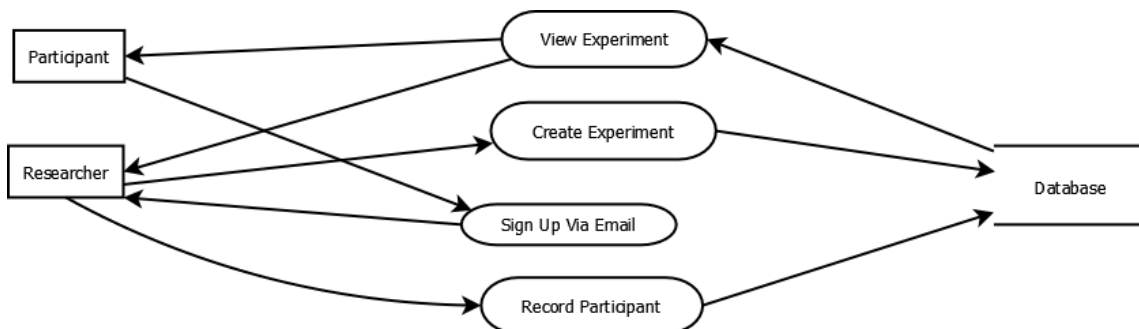 View Experiment
Participant
Create Experiment
Researcher
Database
Sign Up Via Email
Record Participant